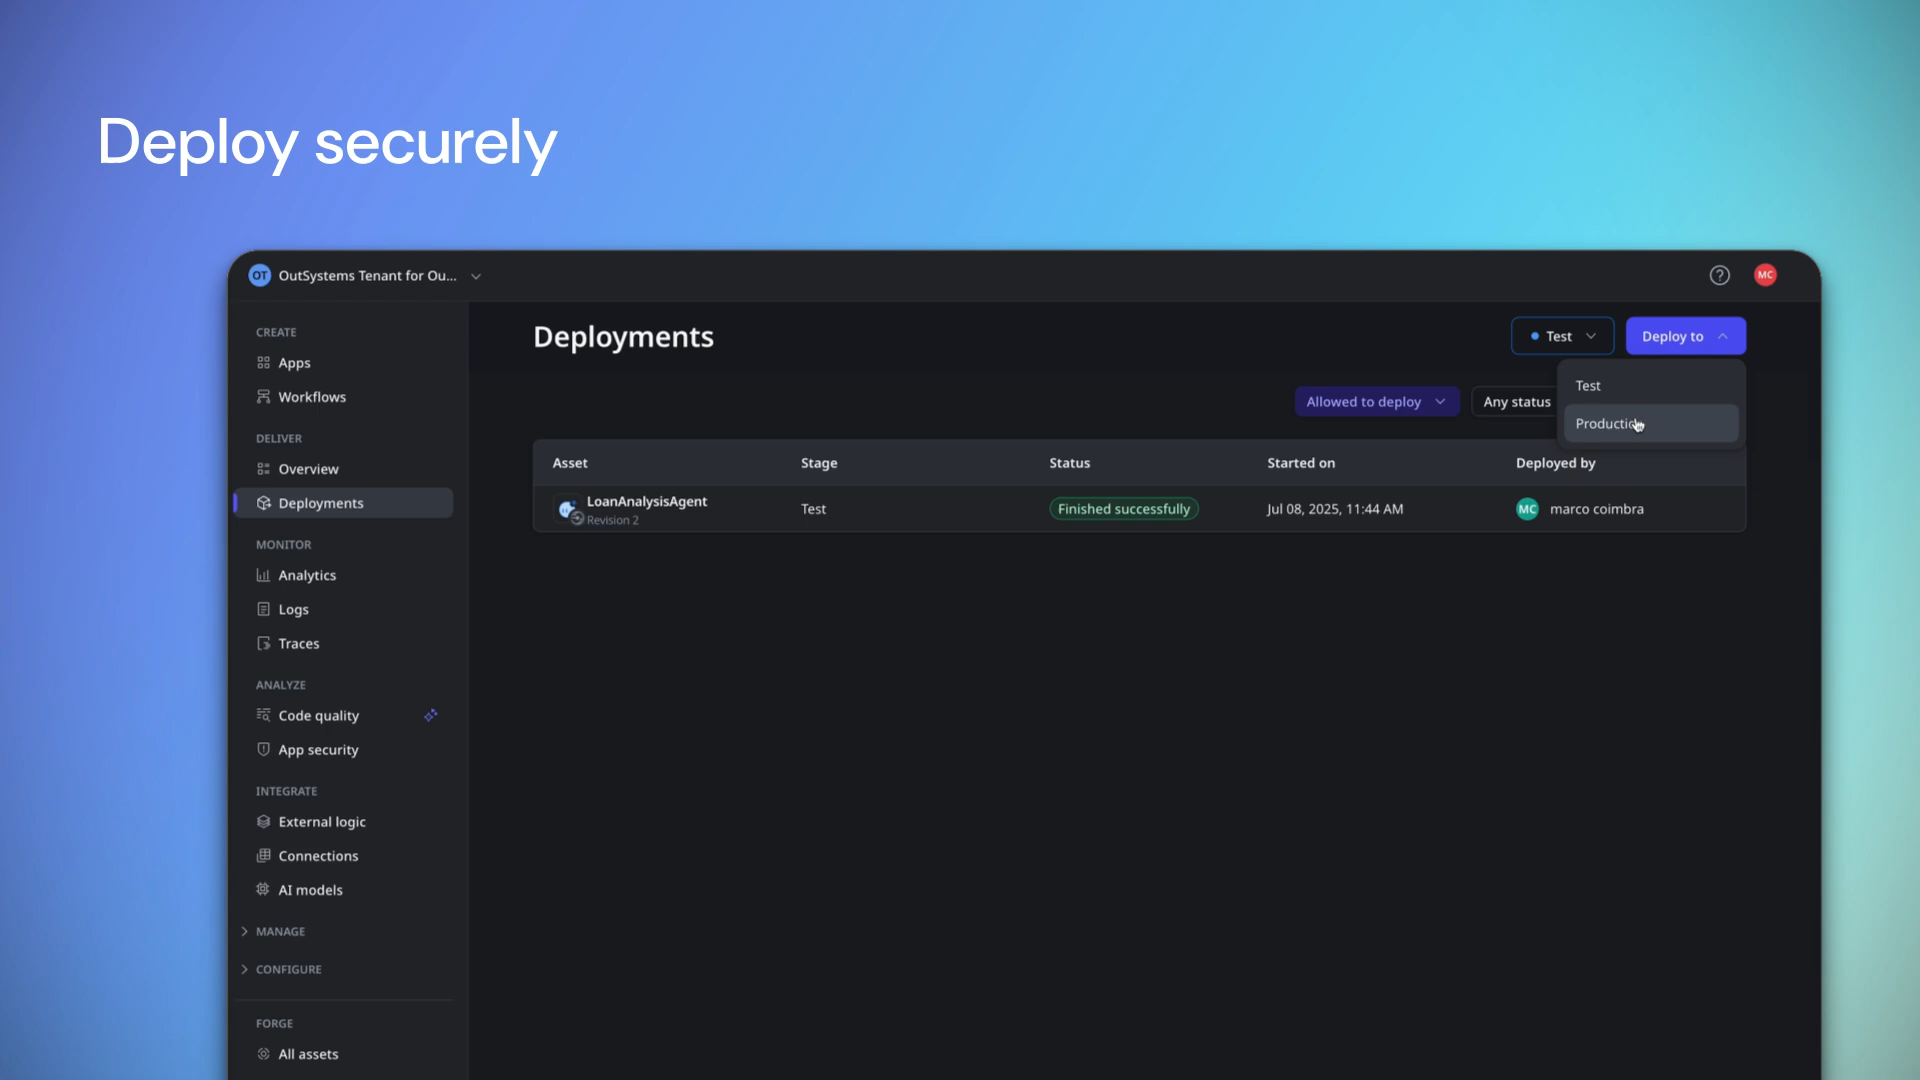 Deploy securely
OT OutSystems Tenant for Ou...
MC
CREATE
Apps
Workflows
DELIVER
Overview
Deployments
MONITOR
Analytics
Logs
Traces
ANALYZE
Code quality
App security
INTEGRATE
External logic
Connections
AI models
MANAGE
CONFIGURE
FORGE
All assets
Deployments
Test
Deploy to
Test
Production
Allowed to deploy
Any status
Asset Stage Status Started on Deployed by
LoanAnalysisAgent
Revision 2
Test Finished successfully Jul 08, 2025, 11:44 AM MC marco coimbra